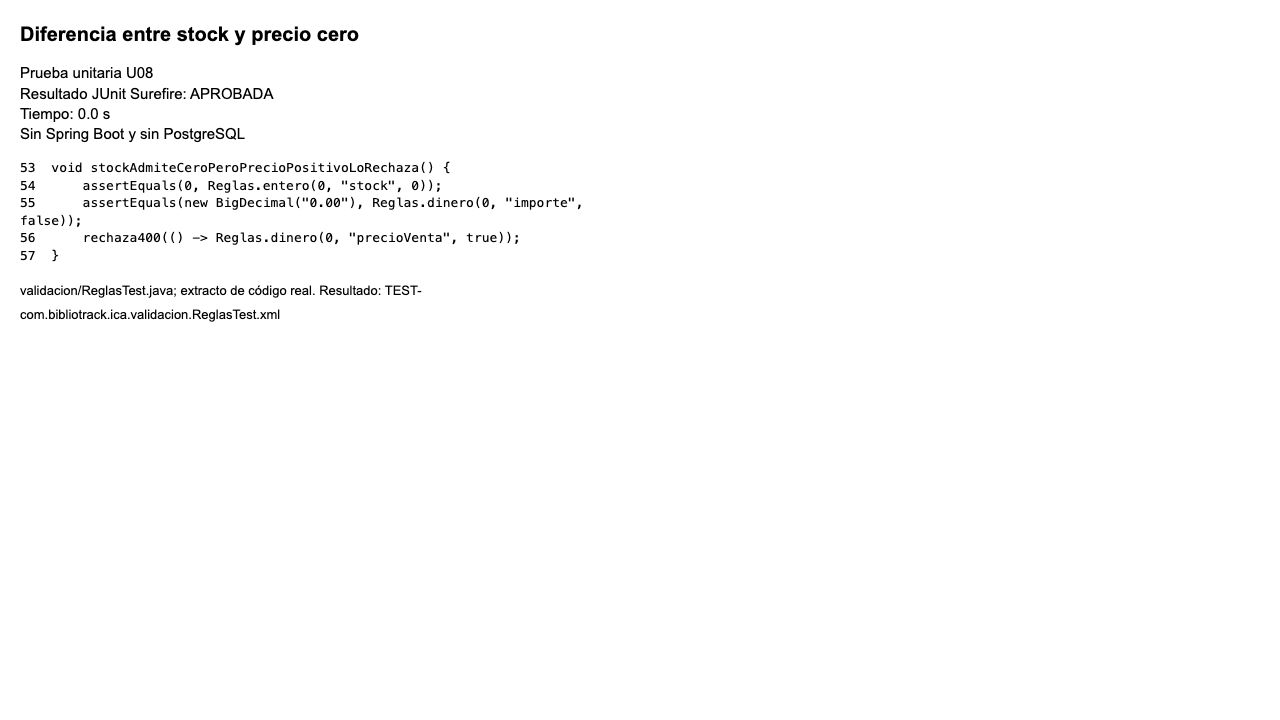 Diferencia entre stock y precio cero
Prueba unitaria U08
Resultado JUnit Surefire: APROBADA
Tiempo: 0.0 s
Sin Spring Boot y sin PostgreSQL
53  void stockAdmiteCeroPeroPrecioPositivoLoRechaza() {
54      assertEquals(0, Reglas.entero(0, "stock", 0));
55      assertEquals(new BigDecimal("0.00"), Reglas.dinero(0, "importe",
false));
56      rechaza400(() -> Reglas.dinero(0, "precioVenta", true));
57  }
validacion/ReglasTest.java; extracto de código real. Resultado: TEST-
com.bibliotrack.ica.validacion.ReglasTest.xml